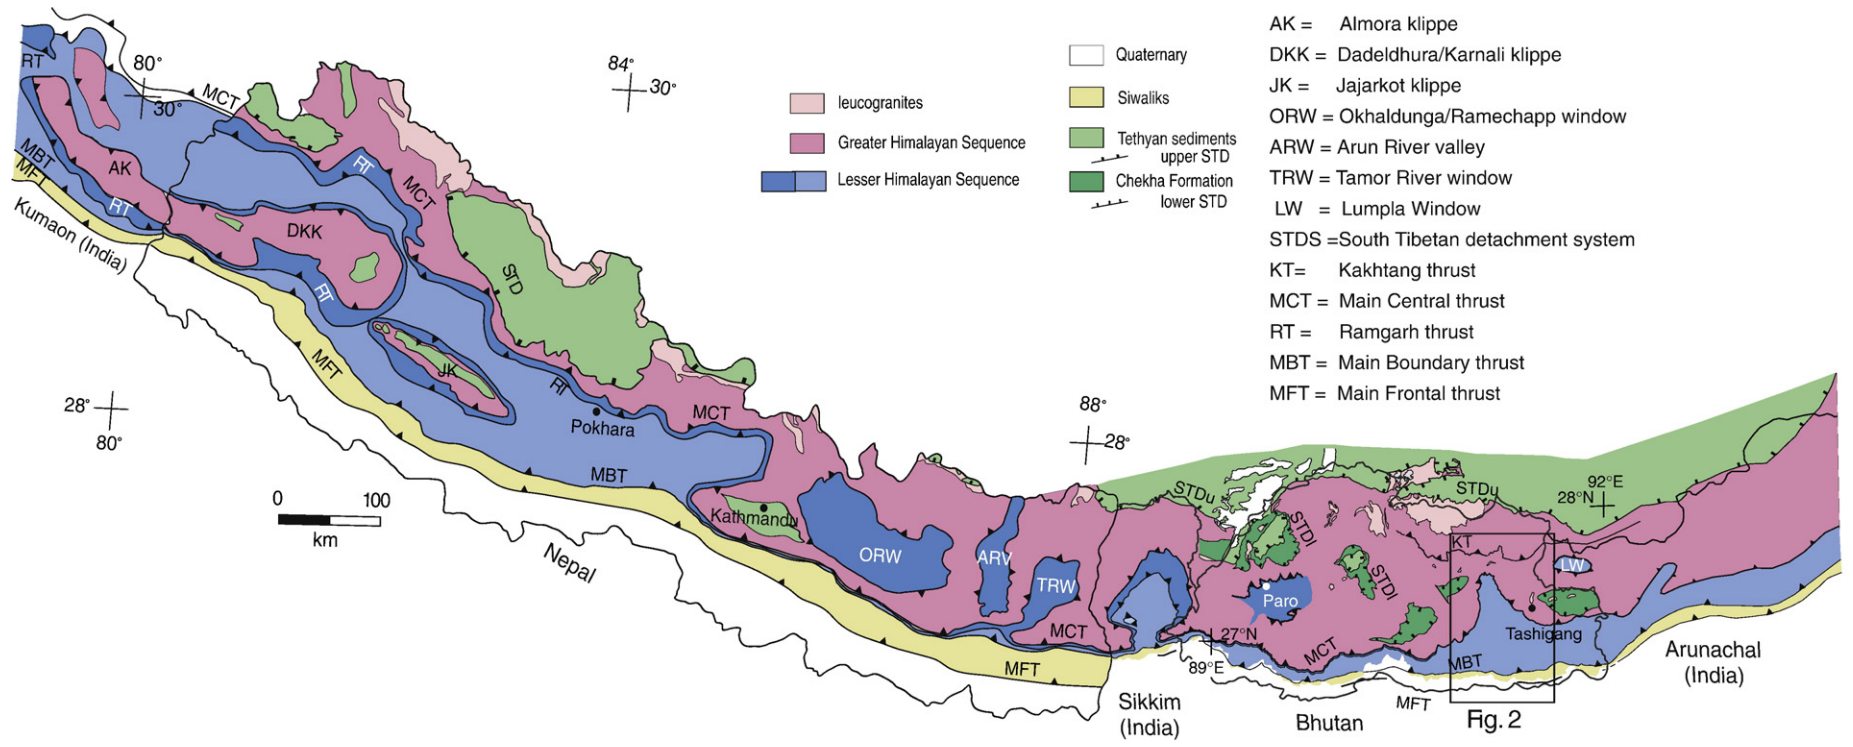 AK = Almora klippe
DKK = Dadeldhura/Karnali klippe
JK = Jajarkot klippe
ORW = Okhaldunga/Ramechapp window
ARW = Arun River valley
TRW = Tamor River window
LW = Lumpla Window
STDS =South Tibetan detachment system
KT= Kakhtang thrust
MCT = Main Central thrust
RT = Ramgarh thrust
MBT = Main Boundary thrust
MFT = Main Frontal thrust
Quaternary
Siwaliks
Tethyan sediments
upper STD
Chekha Formation
lower STD
leucogranites
Greater Himalayan Sequence
Lesser Himalayan Sequence
80°
30°
84°
30°
RT
MCT
MBT
MFT
AK
RT
RT
MCT
Kumaon (India)
DKK
RT
STD
MFT
JK
RT
28°
80°
Pokhara
MCT
88°
28°
MBT
0 100
km
Kathmandu
Nepal
ORW
ARV
TRW
MCT
MFT
STDu
STDu
92°E
28°N
STDl
STDl
KT
LW
Paro
Tashigang
27°N
89°E
MCT
MBT
MFT
Sikkim
(India)
Bhutan
Fig. 2
Arunachal
(India)